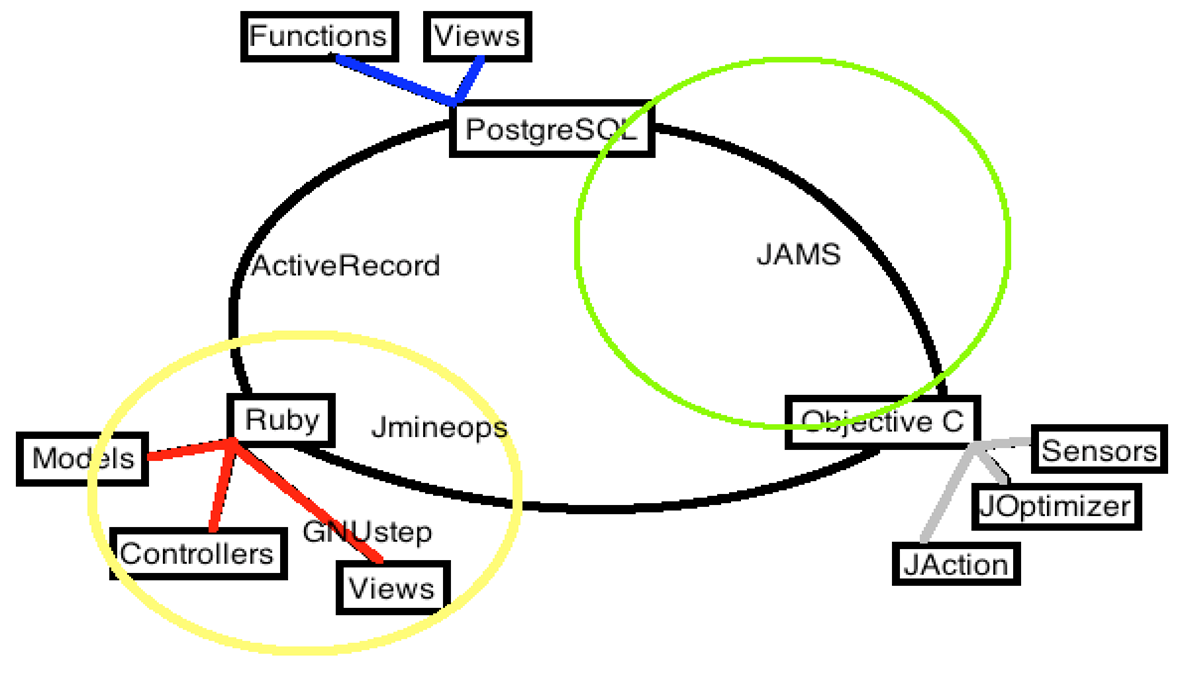 Functions
Views
PostgreSQL
ActiveRecord
JAMS
Ruby
Jmineops
Objective C
Models
Sensors
JOptimizer
GNUstep
Controllers
JAction
Views